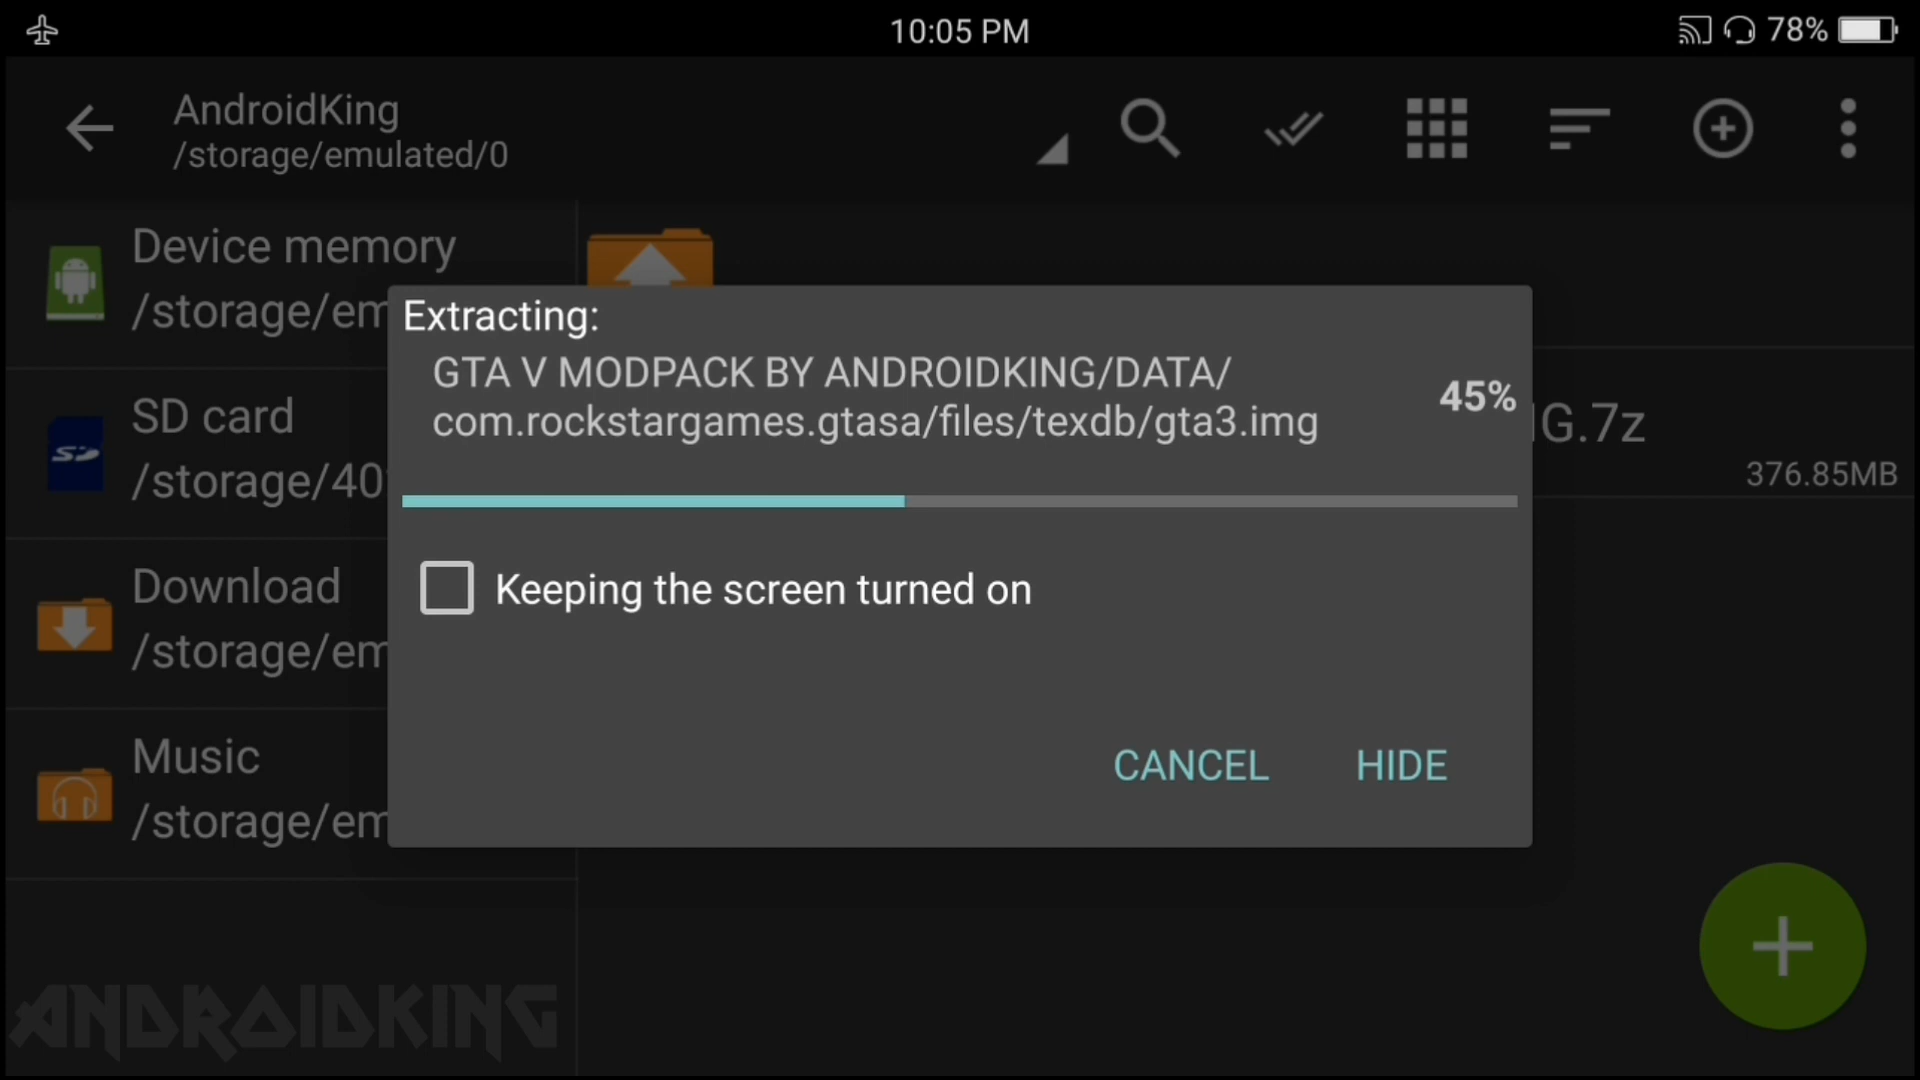 10:05 PM
78%
AndroidKing
/storage/emulated/0
Device memory
/storage/em
SD card
/storage/40
Download
/storage/em
Music
/storage/em
Extracting:
GTA V MODPACK BY ANDROIDKING/DATA/
com.rockstargames.gtasa/files/texdb/gta3.img
45%
G.7z
376.85MB
Keeping the screen turned on
CANCEL
HIDE
ANDROIDKING